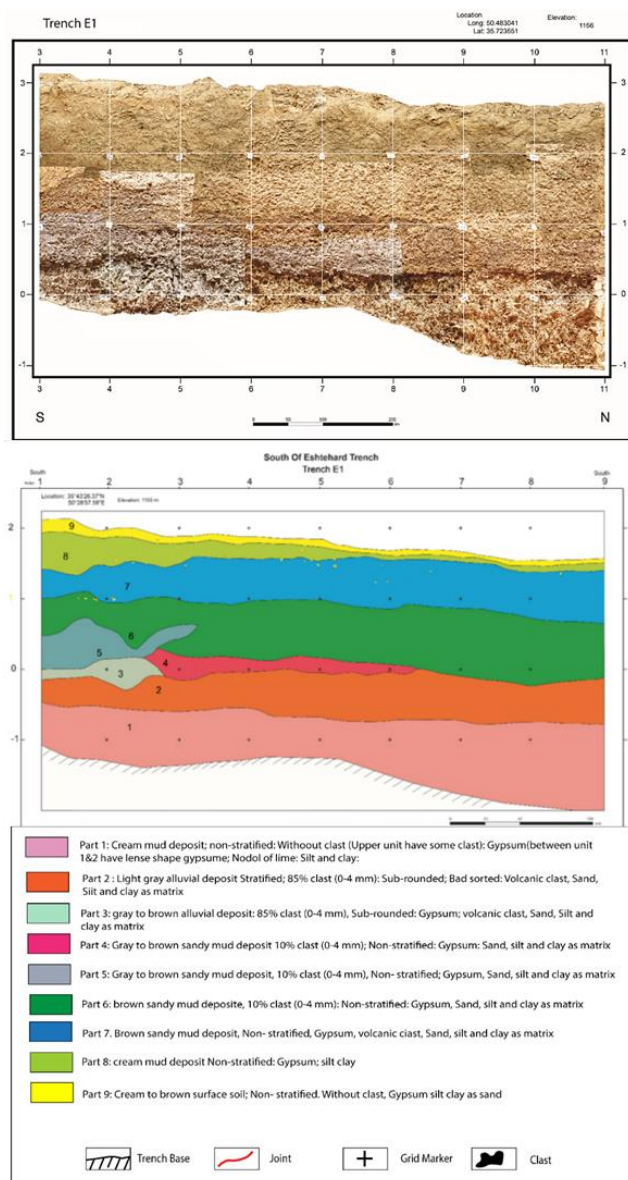 Trench E1
Location
Long: 50.483041
Lat: 35.723551
Elevation:
1156
3 4 5 6 7 8 9 10 11
3
2
1
0
-1
3 4 5 6 7 8 9 10 11
S N
South Of Eshtehard Trench
Trench E1
South South
1 2 3 4 5 6 7 8 9
Elevation: 1155 m
2
1
0
-1
9
8
7
6
5
4
3
2
1
Part 1: Cream mud deposit; non-stratified: Without clast (Upper unit have some clast): Gypsum(between unit
1&2 have lense shape gypsume; Nodol of lime: Silt and clay:
Part 2 : Light gray alluvial deposit Stratified; 85% clast (0-4 mm): Sub-rounded; Bad sorted: Volcanic clast, Sand,
Siit and clay as matrix
Part 3: gray to brown alluvial deposit: 85% clast (0-4 mm), Sub-rounded: Gypsum; volcanic clast, Sand, Silt and
clay as matrix
Part 4: Gray to brown sandy mud deposit 10% clast (0-4 mm); Non-stratified: Gypsum: Sand, silt and clay as matrix
Part 5: Gray to brown sandy mud deposit, 10% clast (0-4 mm), Non- stratified; Gypsum, Sand, silt and clay as matrix
Part 6: brown sandy mud deposite, 10% clast (0-4 mm): Non-stratified: Gypsum, Sand, silt and clay as matrix
Part 7. Brown sandy mud deposit, Non- stratified, Gypsum, volcanic ciast, Sand, silt and clay as matrix
Part 8: cream mud deposit Non-stratified: Gypsum; silt clay
Part 9: Cream to brown surface soil; Non- stratified. Without clast, Gypsum silt clay as sand
Trench Base
Joint
Grid Marker
Clast